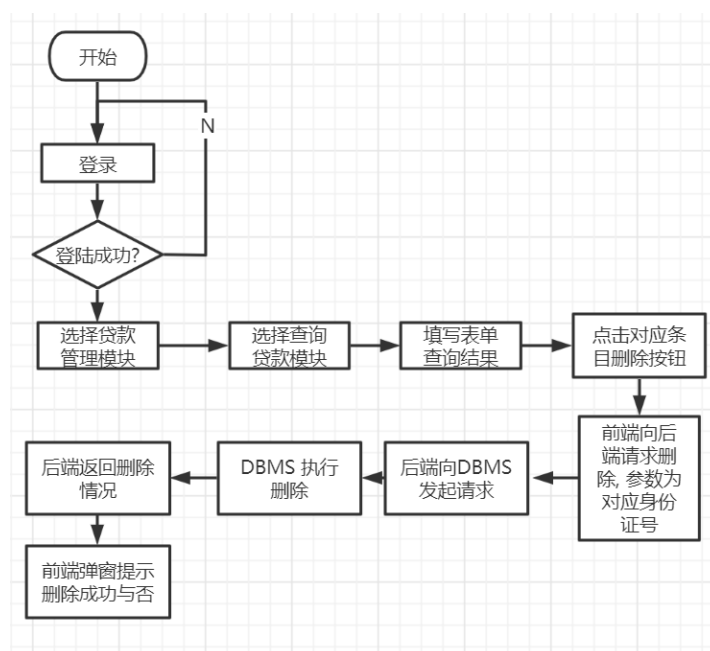 开始
N
登录
登陆成功?
选择贷款
管理模块
选择查询
贷款模块
填写表单
查询结果
点击对应条
目删除按钮
前端向后
端请求删
除, 参数为
对应身份
证号
后端向DBMS
发起请求
DBMS 执行
删除
后端返回删除
情况
前端弹窗提示
删除成功与否